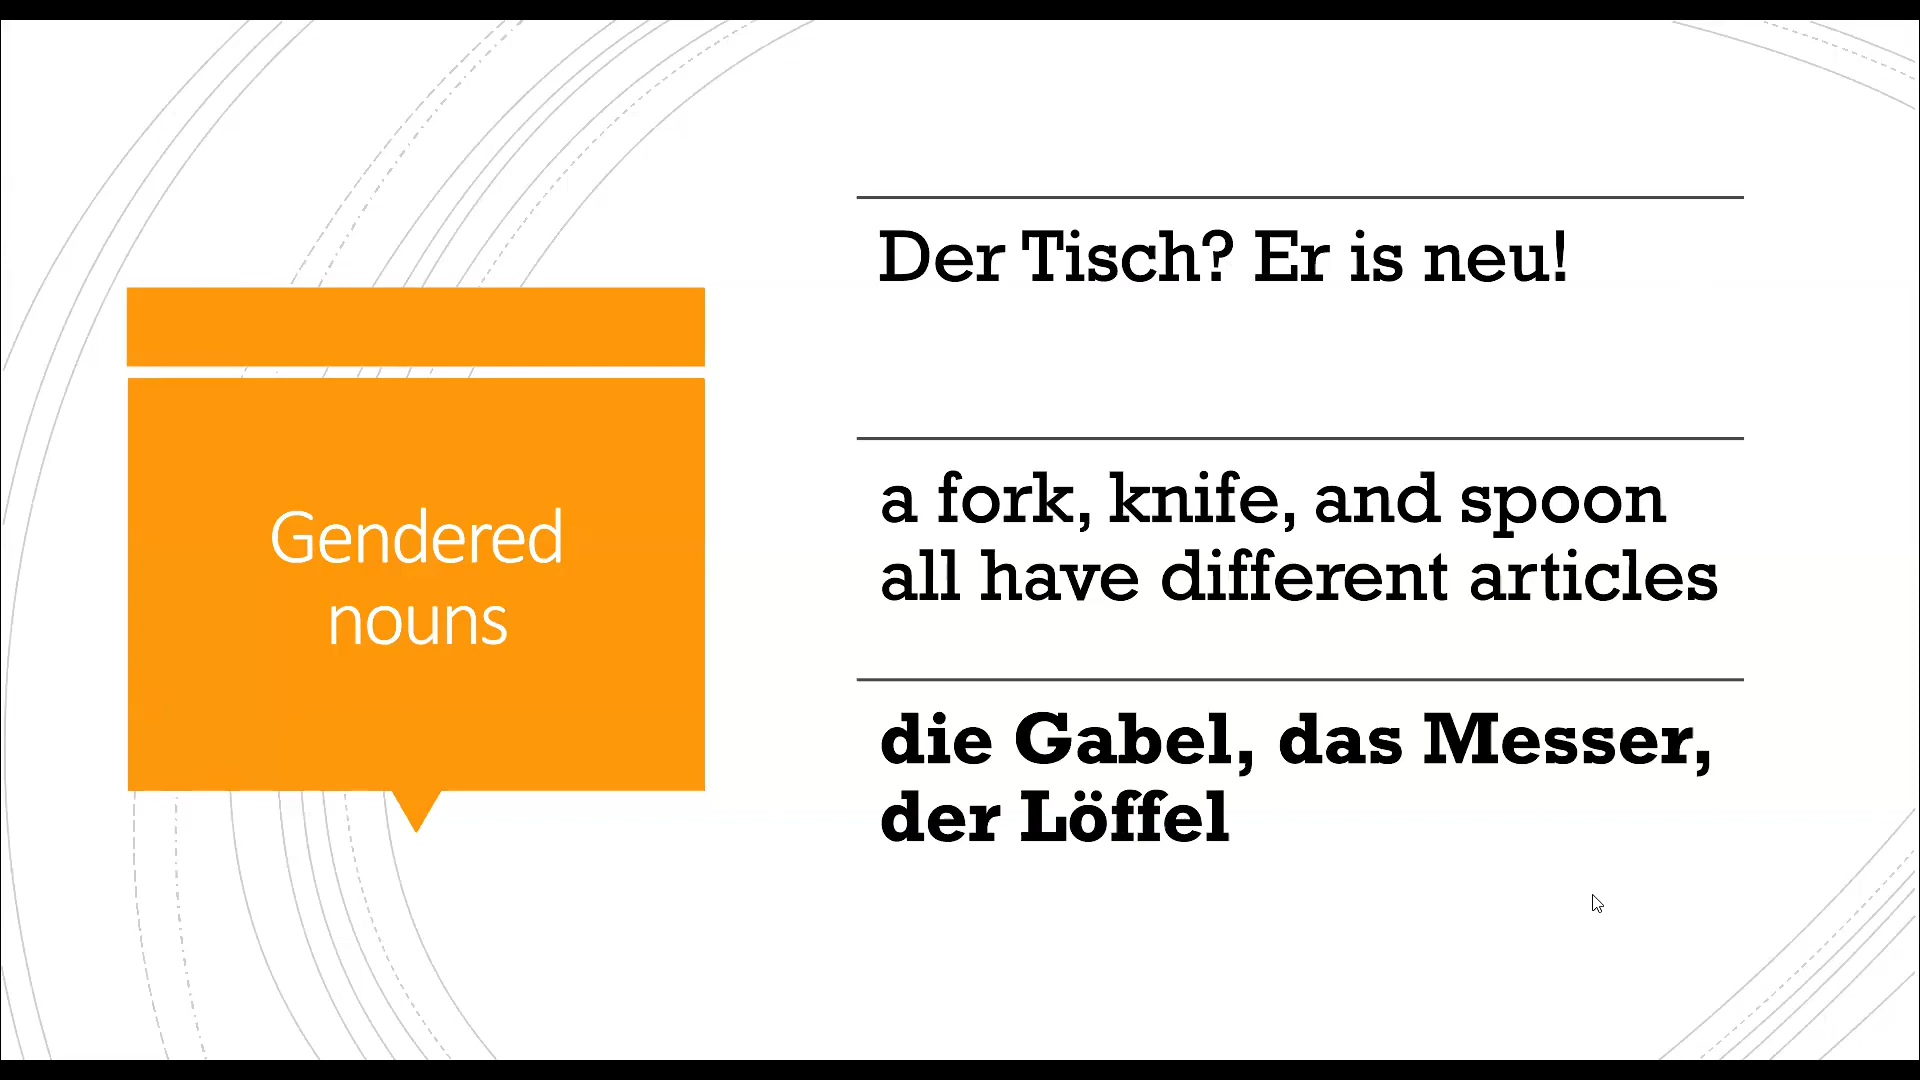 Gendered
nouns
Der Tisch? Er is neu!
a fork, knife, and spoon
all have different articles
die Gabel, das Messer,
der Löffel